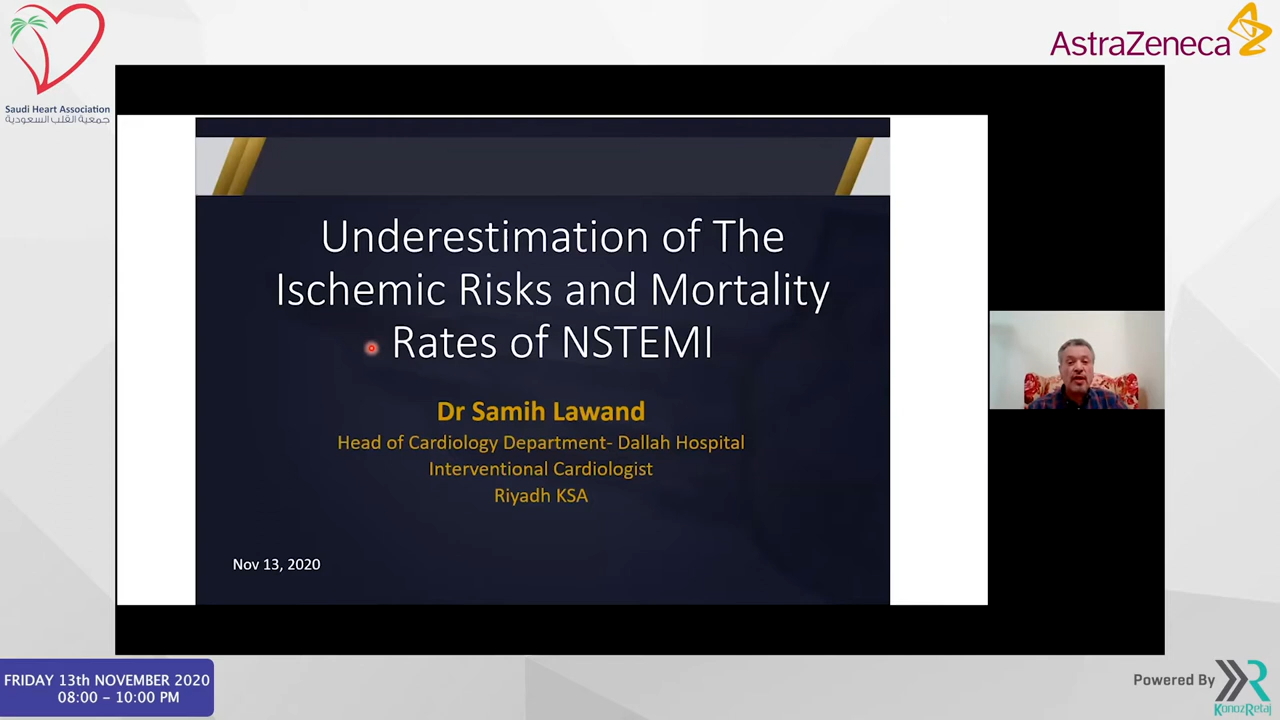 Saudi Heart Association
جمعية القلب السعودية
AstraZeneca
Underestimation of The
Ischemic Risks and Mortality
Rates of NSTEMI
Dr Samih Lawand
Head of Cardiology Department- Dallah Hospital
Interventional Cardiologist
Riyadh KSA
Nov 13, 2020
FRIDAY 13th NOVEMBER 2020
08:00 – 10:00 PM
Powered By
KonozRetaj